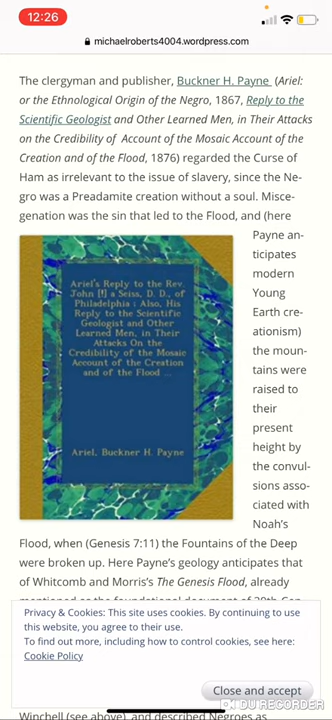 12:26
michaelroberts4004.wordpress.com
The clergyman and publisher, Buckner H. Payne (Ariel:
or the Ethnological Origin of the Negro, 1867, Reply to the
Scientific Geologist and Other Learned Men, in Their Attacks
on the Credibility of Account of the Mosaic Account of the
Creation and of the Flood, 1876) regarded the Curse of
Ham as irrelevant to the issue of slavery, since the Ne-
gro was a Preadamite creation without a soul. Misce-
genation was the sin that led to the Flood, and (here
Payne an-
ticipates
modern
Young
Earth cre-
ationism)
the moun-
tains were
raised to
their
present
height by
the convul-
sions asso-
ciated with
Noah's
Ariel's Reply to the Rev.
John [!] a Seiss, D. D., of
Philadelphia : Also, His
Reply to the Scientific
Geologist and Other
Learned Men, in Their
Attacks On the
Credibility of the Mosaic
Account of the Creation
and of the Flood ...
Ariel, Buckner H. Payne
Flood, when (Genesis 7:11) the Fountains of the Deep
were broken up. Here Payne's geology anticipates that
of Whitcomb and Morris's The Genesis Flood, already
Privacy & Cookies: This site uses cookies. By continuing to use
this website, you agree to their use.
To find out more, including how to control cookies, see here:
Cookie Policy
Close and accept
DU RECORDER
Winchell (see above), and described Negroes as